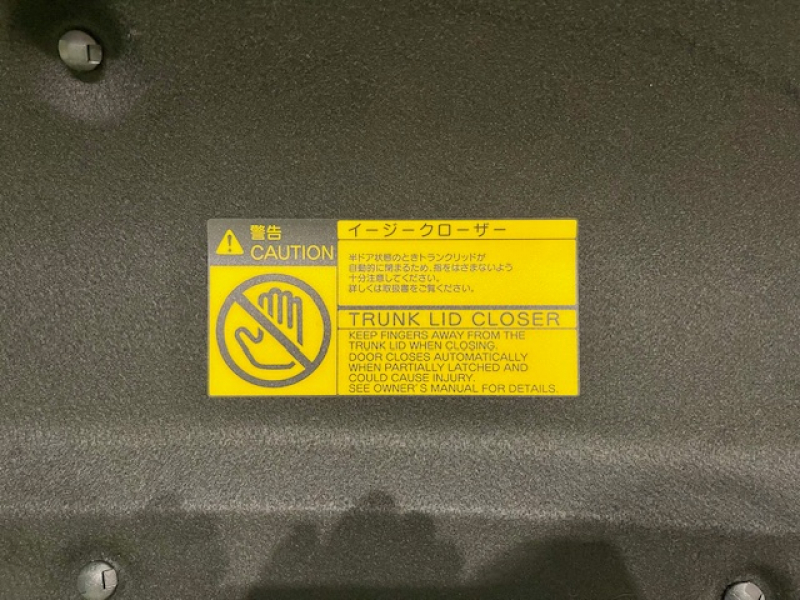 警告
CAUTION
イージークローザー
半ドア状態のときトランクリッドが
自動的に閉まるため、指をはさまないよう
十分注意してください。
詳しくは取扱書をご覧ください。
TRUNK LID CLOSER
KEEP FINGERS AWAY FROM THE
TRUNK LID WHEN CLOSING.
DOOR CLOSES AUTOMATICALLY
WHEN PARTIALLY LATCHED AND
COULD CAUSE INJURY.
SEE OWNER'S MANUAL FOR DETAILS.